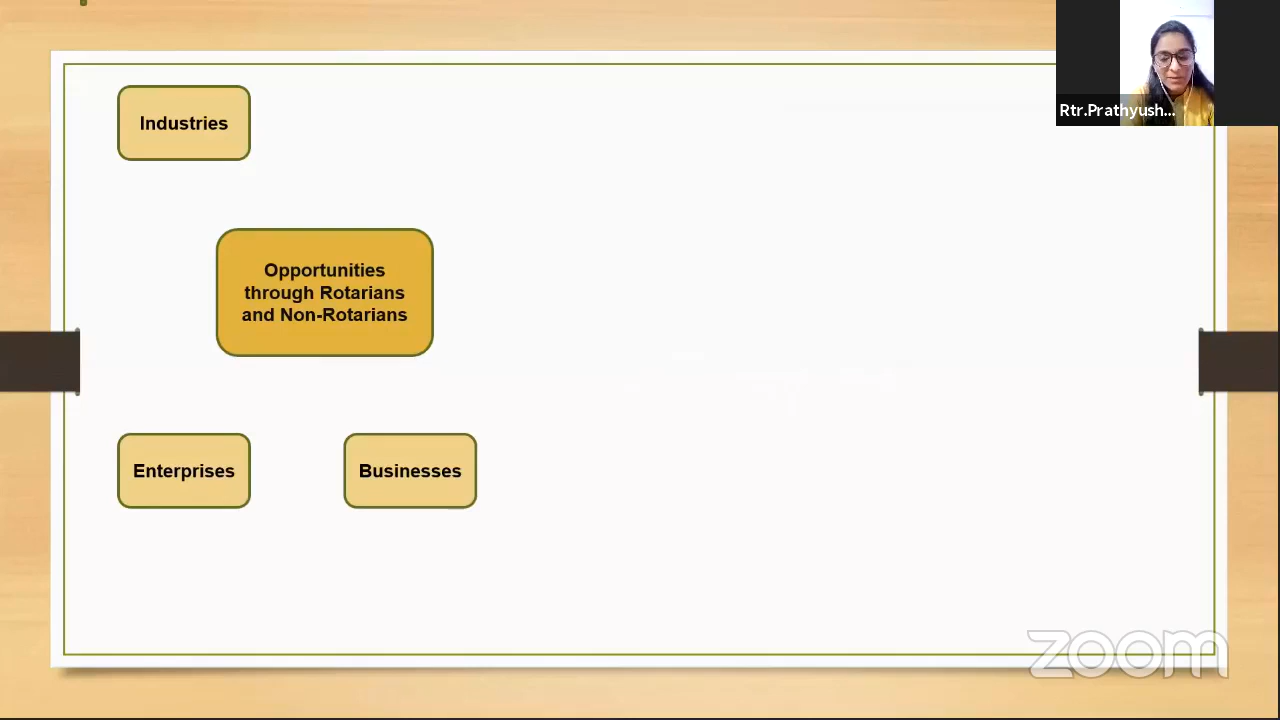 Industries
Rtr.Prathyush...
Opportunities
through Rotarians
and Non-Rotarians
Enterprises
Businesses
zoom